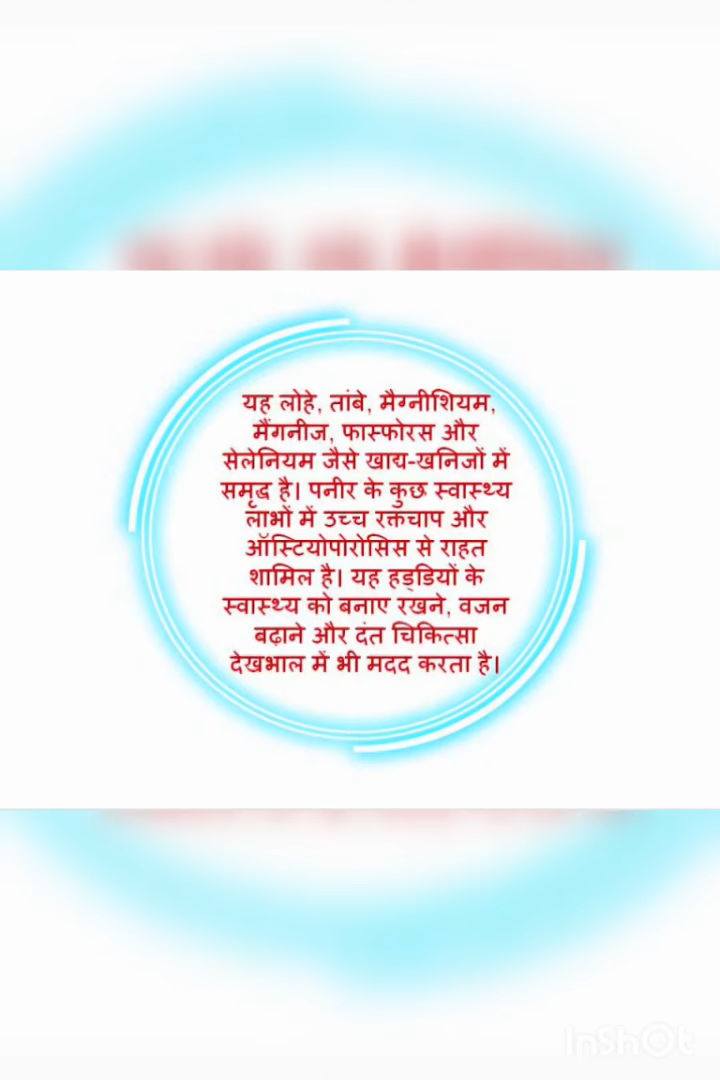 यह लोहे, तांबे, मैग्नीशियम,
मैंगनीज, फास्फोरस और
सेलेनियम जैसे खाद्य-खनिजों में
समृद्ध है। पनीर के कुछ स्वास्थ्य
लाभों में उच्च रक्तचाप और
ऑस्टियोपोरोसिस से राहत
शामिल है। यह हड्डियों के
स्वास्थ्य को बनाए रखने, वजन
बढ़ाने और दंत चिकित्सा
देखभाल में भी मदद करता है।
InShOt